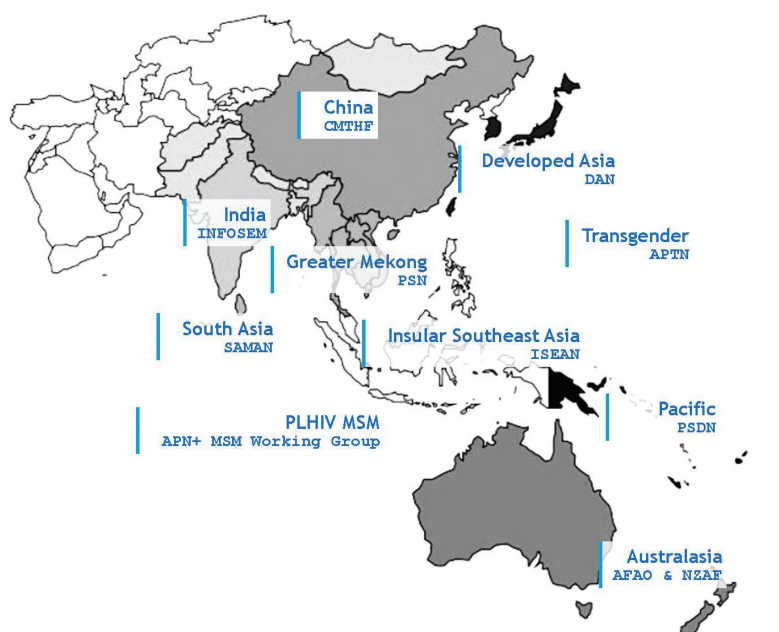 China
CMTHF
Developed Asia
DAN
India
INFOSEM
Transgender
APTN
Greater Mekong
PSN
South Asia
SAMAN
Insular Southeast Asia
ISEAN
Pacific
PSDN
PLHIV MSM
APN+ MSM Working Group
Australasia
AFAO & NZAF